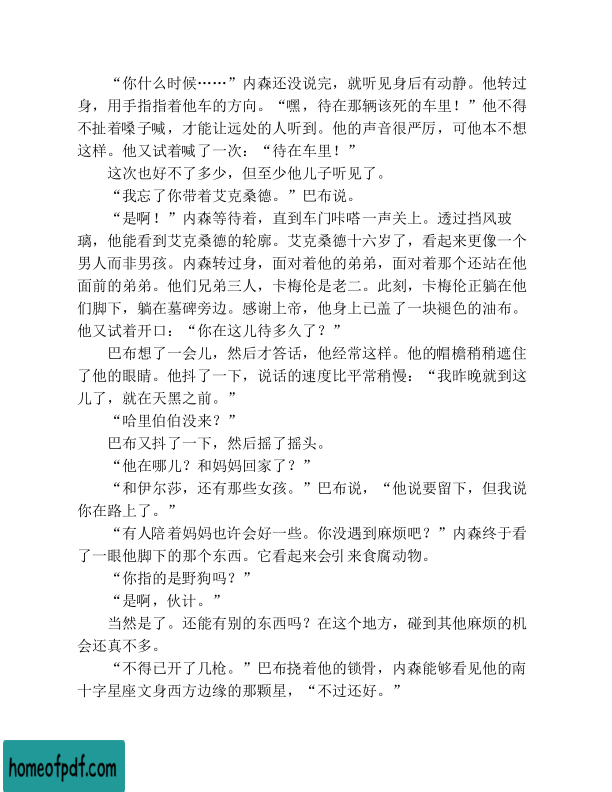 “你什么时候……”内森还没说完，就听见身后有动静。他转过
身，用手指指着他车的方向。“嘿，待在那辆该死的车里！”他不得
不扯着嗓子喊，才能让远处的人听到。他的声音很严厉，可他本不想
这样。他又试着喊了一次：“待在车里！”
这次也好不了多少，但至少他儿子听见了。
“我忘了你带着艾克桑德。”巴布说。
“是啊！”内森等待着，直到车门咔嗒一声关上。透过挡风玻
璃，他能看到艾克桑德的轮廓。艾克桑德十六岁了，看起来更像一个
男人而非男孩。内森转过身，面对着他的弟弟，面对着那个还站在他
面前的弟弟。他们兄弟三人，卡梅伦是老二。此刻，卡梅伦正躺在他
们脚下，躺在墓碑旁边。感谢上帝，他身上已盖了一块褪色的油布。
他又试着开口：“你在这儿待多久了？”
巴布想了一会儿，然后才答话，他经常这样。他的帽檐稍稍遮住
了他的眼睛。他抖了一下，说话的速度比平常稍慢：“我昨晚就到这
儿了，就在天黑之前。”
“哈里伯伯没来？”
巴布又抖了一下，然后摇了摇头。
“他在哪儿？和妈妈回家了？”
“和伊尔莎，还有那些女孩。”巴布说，“他说要留下，但我说
你在路上了。”
“有人陪着妈妈也许会好一些。你没遇到麻烦吧？”内森终于看
了一眼他脚下的那个东西。它看起来会引来食腐动物。
“你指的是野狗吗？”
“是啊，伙计。”
当然是了。还能有别的东西吗？在这个地方，碰到其他麻烦的机
会还真不多。
“不得已开了几枪。”巴布挠着他的锁骨，内森能够看见他的南
十字星座文身西方边缘的那颗星，“不过还好。”
homeofpdf.com